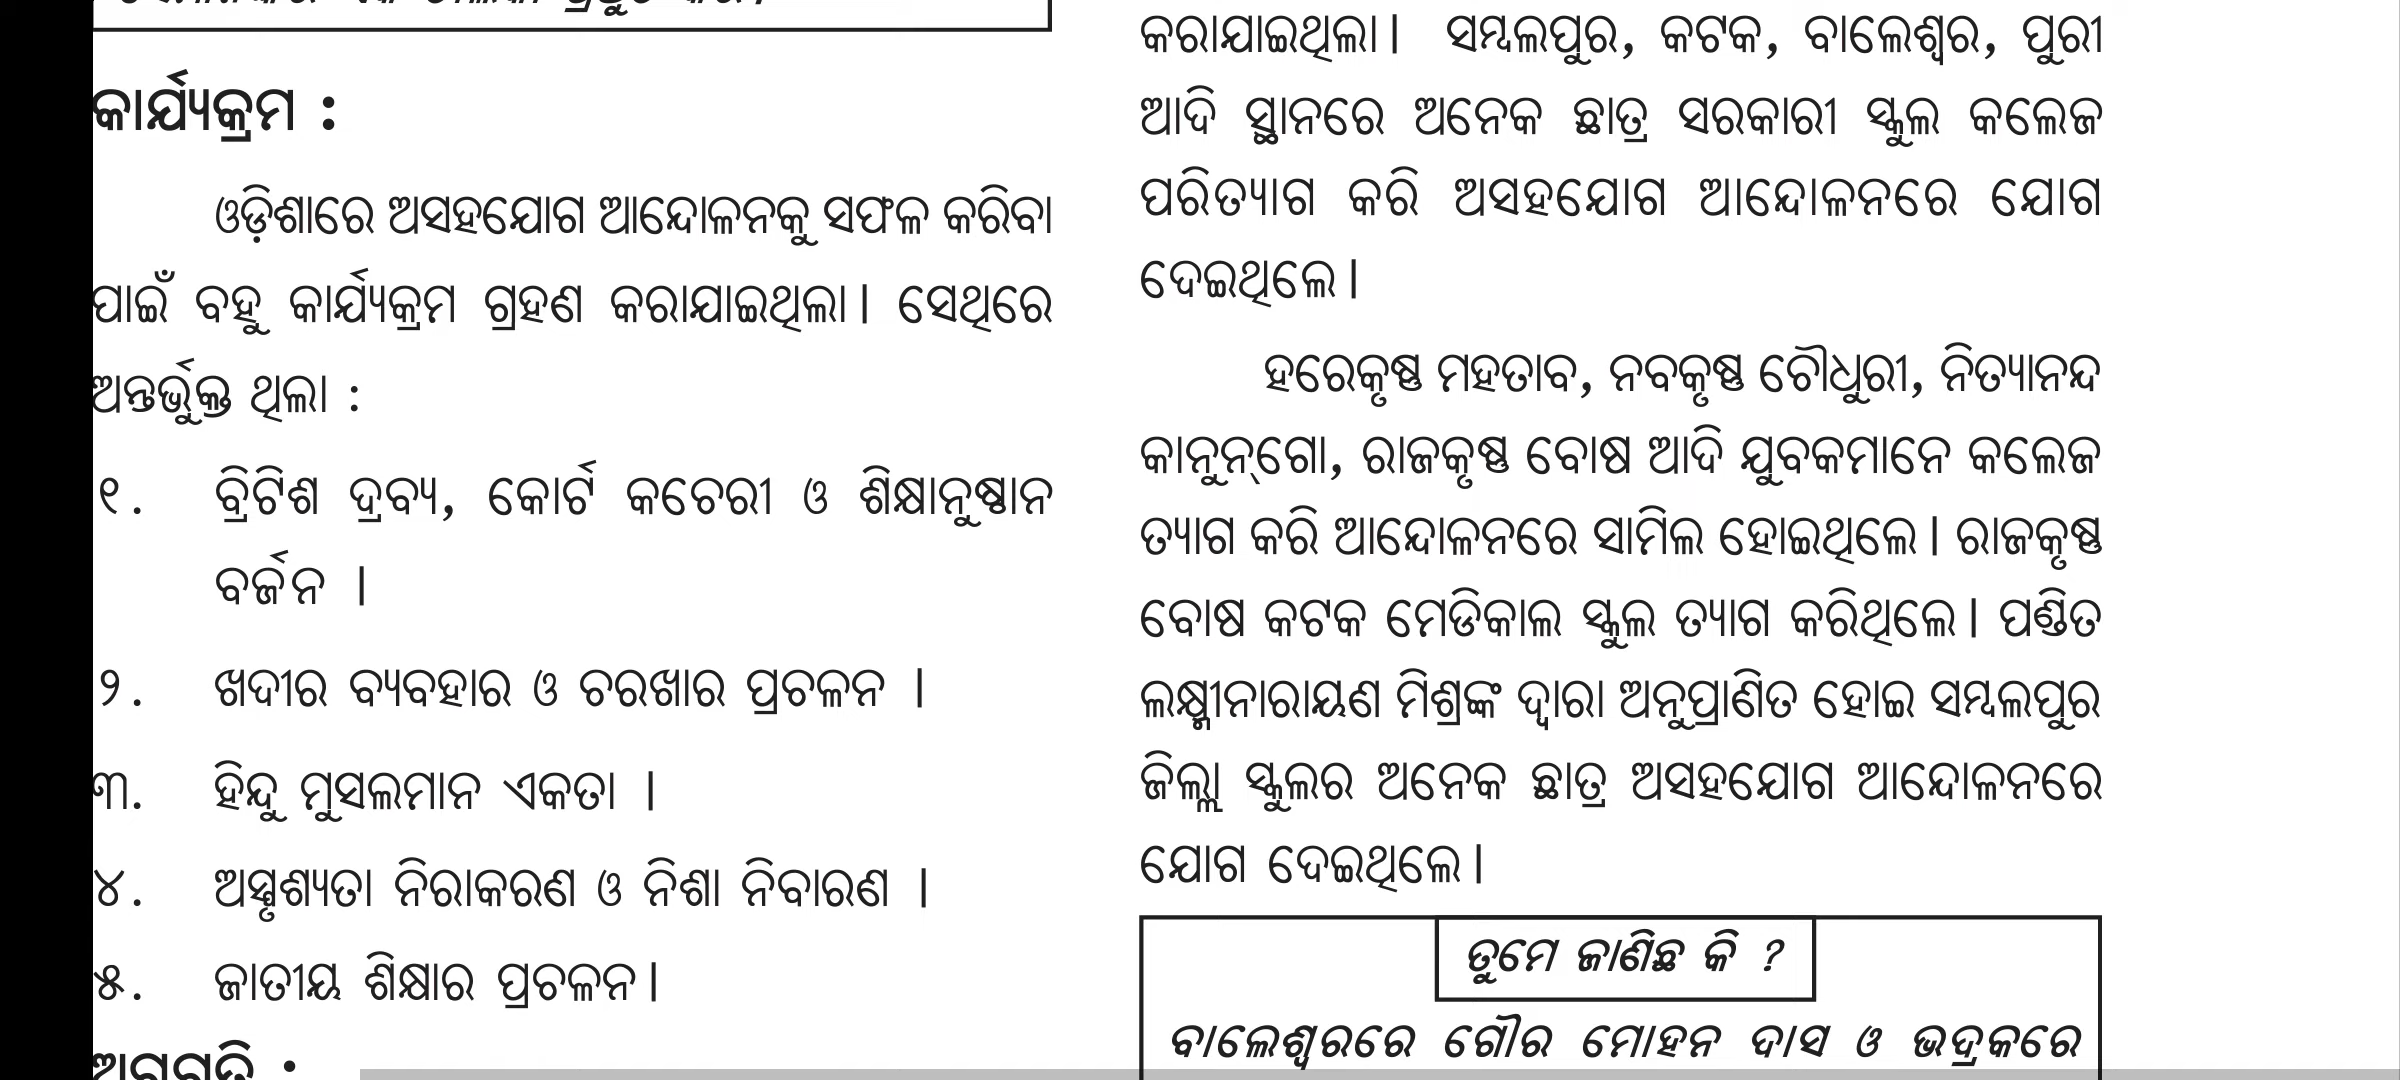 କାର୍ଯ୍ୟକ୍ରମ :
ଓଡ଼ିଶାରେ ଅସହଯୋଗ ଆନ୍ଦୋଳନକୁ ସଫଳ କରିବା
ପାଇଁ ବହୁ କାର୍ଯ୍ୟକ୍ରମ ଗ୍ରହଣ କରାଯାଇଥିଲା। ସେଥିରେ
ଅନ୍ତର୍ଭୁକ୍ତ ଥିଲା :
୧. ବ୍ରିଟିଶ ଦ୍ରବ୍ୟ, କୋର୍ଟ କଚେରୀ ଓ ଶିକ୍ଷାନୁଷ୍ଠାନ
ବର୍ଜନ ।
୨. ଖଦୀର ବ୍ୟବହାର ଓ ଚରଖାର ପ୍ରଚଳନ ।
୩. ହିନ୍ଦୁ ମୁସଲମାନ ଏକତା ।
୪. ଅସ୍ପୃଶ୍ୟତା ନିରାକରଣ ଓ ନିଶା ନିବାରଣ ।
୫. ଜାତୀୟ ଶିକ୍ଷାର ପ୍ରଚଳନ।
ଅଗ୍ରଗତି :
କରାଯାଇଥିଲା। ସମ୍ବଲପୁର, କଟକ, ବାଲେଶ୍ୱର, ପୁରୀ
ଆଦି ସ୍ଥାନରେ ଅନେକ ଛାତ୍ର ସରକାରୀ ସ୍କୁଲ କଲେଜ
ପରିତ୍ୟାଗ କରି ଅସହଯୋଗ ଆନ୍ଦୋଳନରେ ଯୋଗ
ଦେଇଥିଲେ।
ହରେକୃଷ୍ଣ ମହତାବ, ନବକୃଷ୍ଣ ଚୌଧୁରୀ, ନିତ୍ୟାନନ୍ଦ
କାନୁନ୍‌ଗୋ, ରାଜକୃଷ୍ଣ ବୋଷ ଆଦି ଯୁବକମାନେ କଲେଜ
ତ୍ୟାଗ କରି ଆନ୍ଦୋଳନରେ ସାମିଲ ହୋଇଥିଲେ। ରାଜକୃଷ୍ଣ
ବୋଷ କଟକ ମେଡିକାଲ ସ୍କୁଲ ତ୍ୟାଗ କରିଥିଲେ। ପଣ୍ଡିତ
ଲକ୍ଷ୍ମୀନାରାୟଣ ମିଶ୍ରଙ୍କ ଦ୍ୱାରା ଅନୁପ୍ରାଣିତ ହୋଇ ସମ୍ବଲପୁର
ଜିଲ୍ଲା ସ୍କୁଲର ଅନେକ ଛାତ୍ର ଅସହଯୋଗ ଆନ୍ଦୋଳନରେ
ଯୋଗ ଦେଇଥିଲେ।
ତୁମେ ଜାଣିଛ କି ?
ବାଲେଶ୍ୱରରେ ଗୌର ମୋହନ ଦାସ ଓ ଭଦ୍ରକରେ